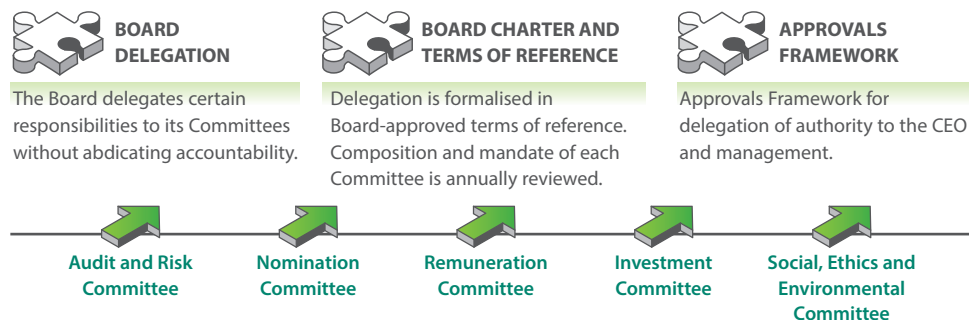 BOARD
DELEGATION
The Board delegates certain
responsibilities to its Committees
without abdicating accountability.
BOARD CHARTER AND
TERMS OF REFERENCE
Delegation is formalised in
Board-approved terms of reference.
Composition and mandate of each
Committee is annually reviewed.
APPROVALS
FRAMEWORK
Approvals Framework for
delegation of authority to the CEO
and management.
Audit and Risk
Committee
Nomination
Committee
Remuneration
Committee
Investment
Committee
Social, Ethics and
Environmental
Committee